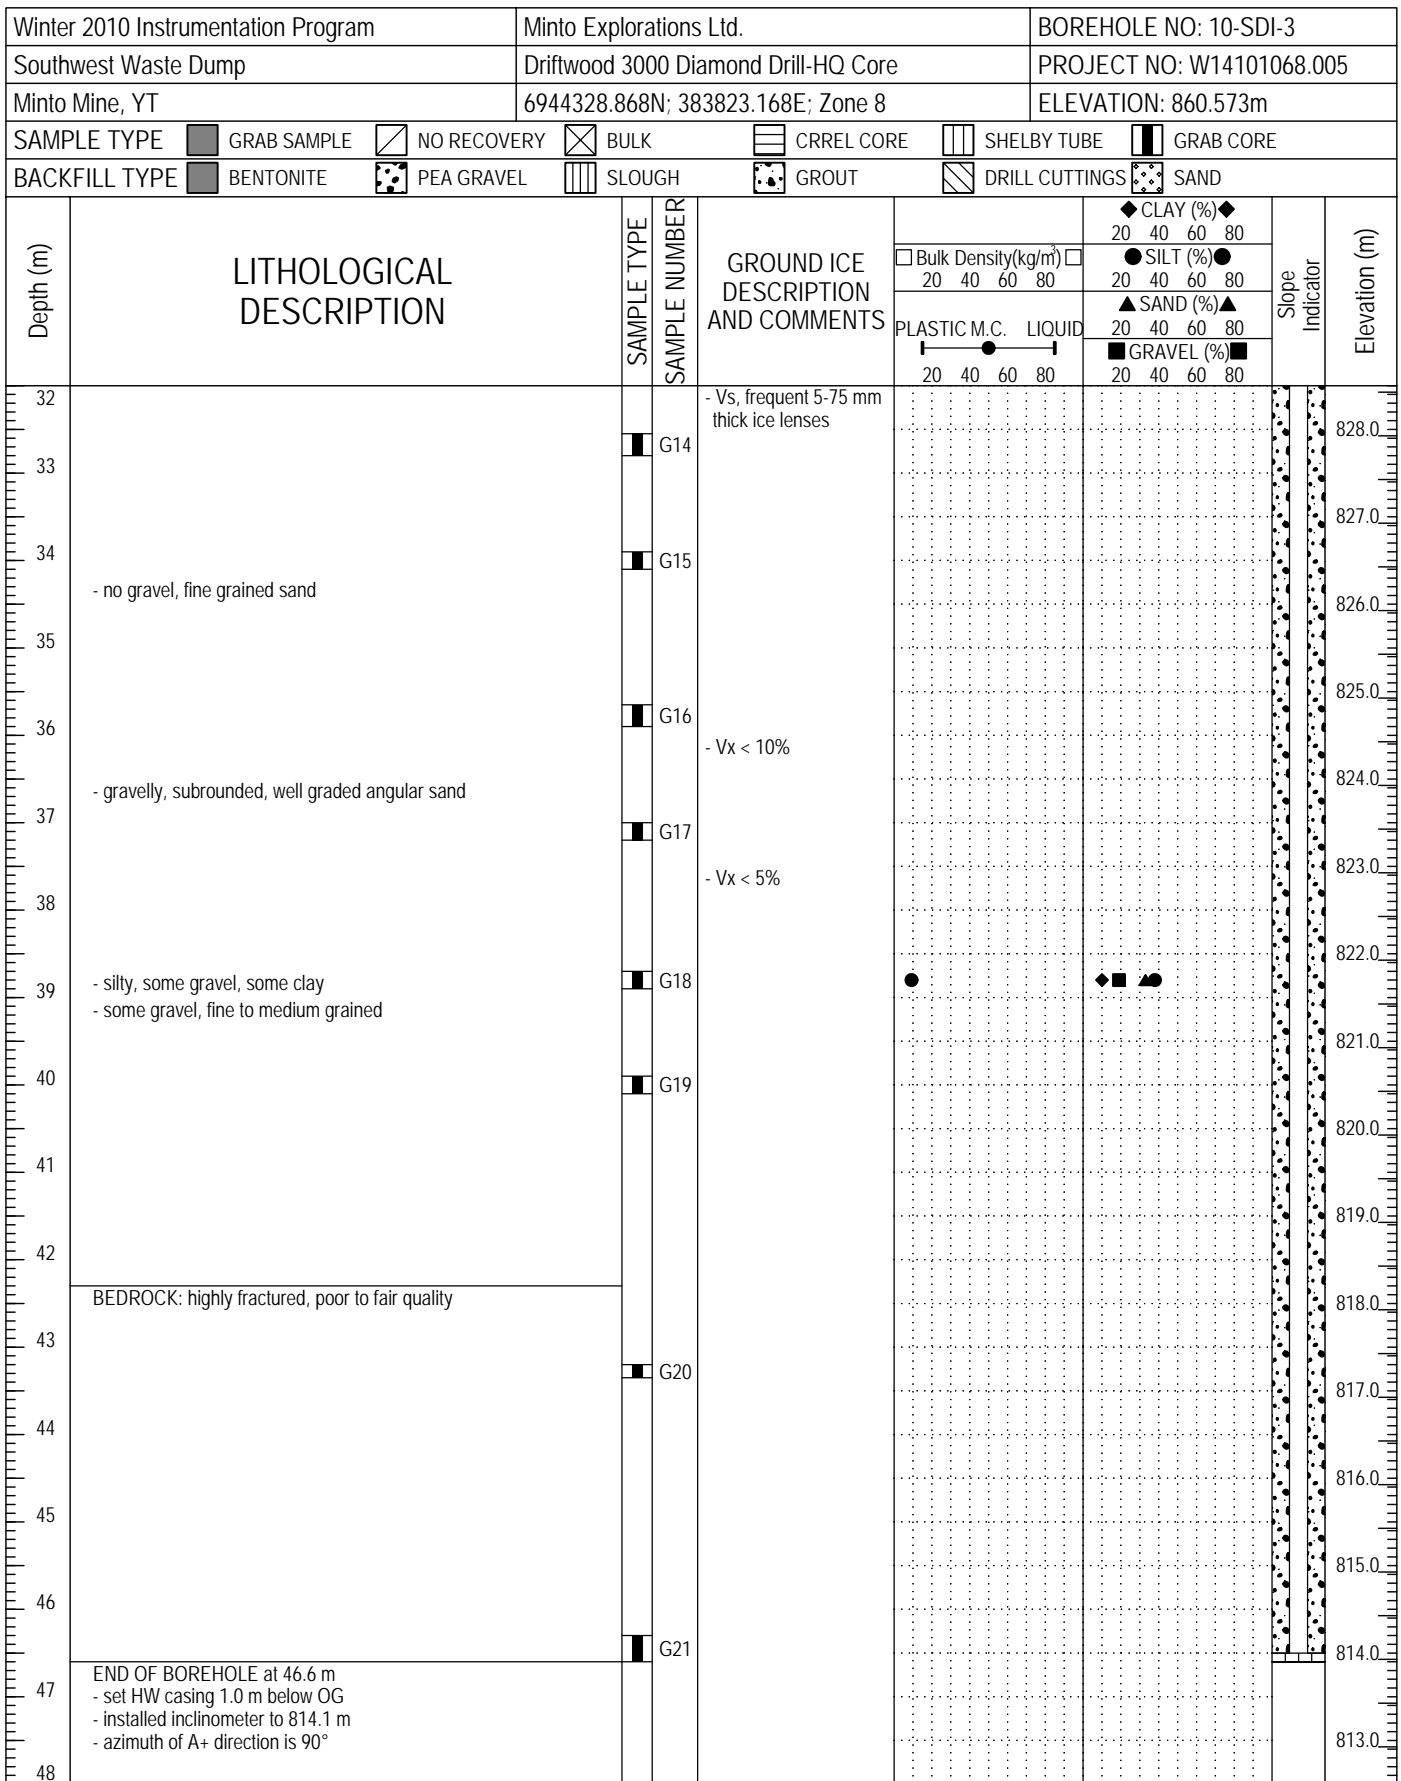 Winter 2010 Instrumentation Program
Minto Explorations Ltd.
BOREHOLE NO: 10-SDI-3
Southwest Waste Dump
Driftwood 3000 Diamond Drill-HQ Core
PROJECT NO: W14101068.005
Minto Mine, YT
6944328.868N; 383823.168E; Zone 8
ELEVATION: 860.573m
SAMPLE TYPE GRAB SAMPLE NO RECOVERY BULK CRREL CORE SHELBY TUBE GRAB CORE
BACKFILL TYPE BENTONITE PEA GRAVEL SLOUGH GROUT DRILL CUTTINGS SAND
Depth (m)
LITHOLOGICAL
DESCRIPTION
SAMPLE TYPE
SAMPLE NUMBER
GROUND ICE
DESCRIPTION
AND COMMENTS
Bulk Density(kg/m³)
20 40 60 80
PLASTIC M.C. LIQUID
20 40 60 80
CLAY (%)
20 40 60 80
SILT (%)
20 40 60 80
SAND (%)
20 40 60 80
GRAVEL (%)
20 40 60 80
Slope
Indicator
Elevation (m)
32
- Vs, frequent 5-75 mm
thick ice lenses
828.0
G14
33
827.0
34
G15
- no gravel, fine grained sand
826.0
35
825.0
G16
36
- Vx < 10%
824.0
- gravelly, subrounded, well graded angular sand
37
G17
823.0
- Vx < 5%
38
822.0
- silty, some gravel, some clay
G18
39
- some gravel, fine to medium grained
821.0
40
G19
820.0
41
819.0
42
BEDROCK: highly fractured, poor to fair quality
818.0
43
G20
817.0
44
816.0
45
815.0
46
G21
814.0
END OF BOREHOLE at 46.6 m
47
- set HW casing 1.0 m below OG
- installed inclinometer to 814.1 m
- azimuth of A+ direction is 90°
813.0
48